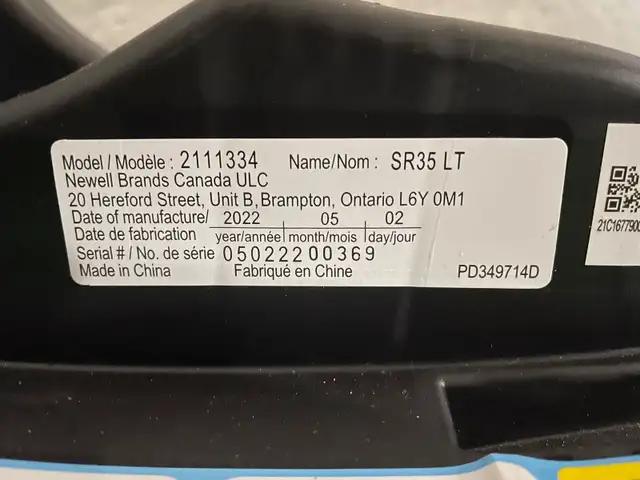 Model / Modèle : 2111334 Name/Nom : SR35 LT
Newell Brands Canada ULC
20 Hereford Street, Unit B, Brampton, Ontario L6Y 0M1
Date of manufacture/ 2022 | 05 | 02
Date de fabrication year/année | month/mois | day/jour
Serial # / No de série 05022200369
Made in China Fabriqué en Chine PD349714D